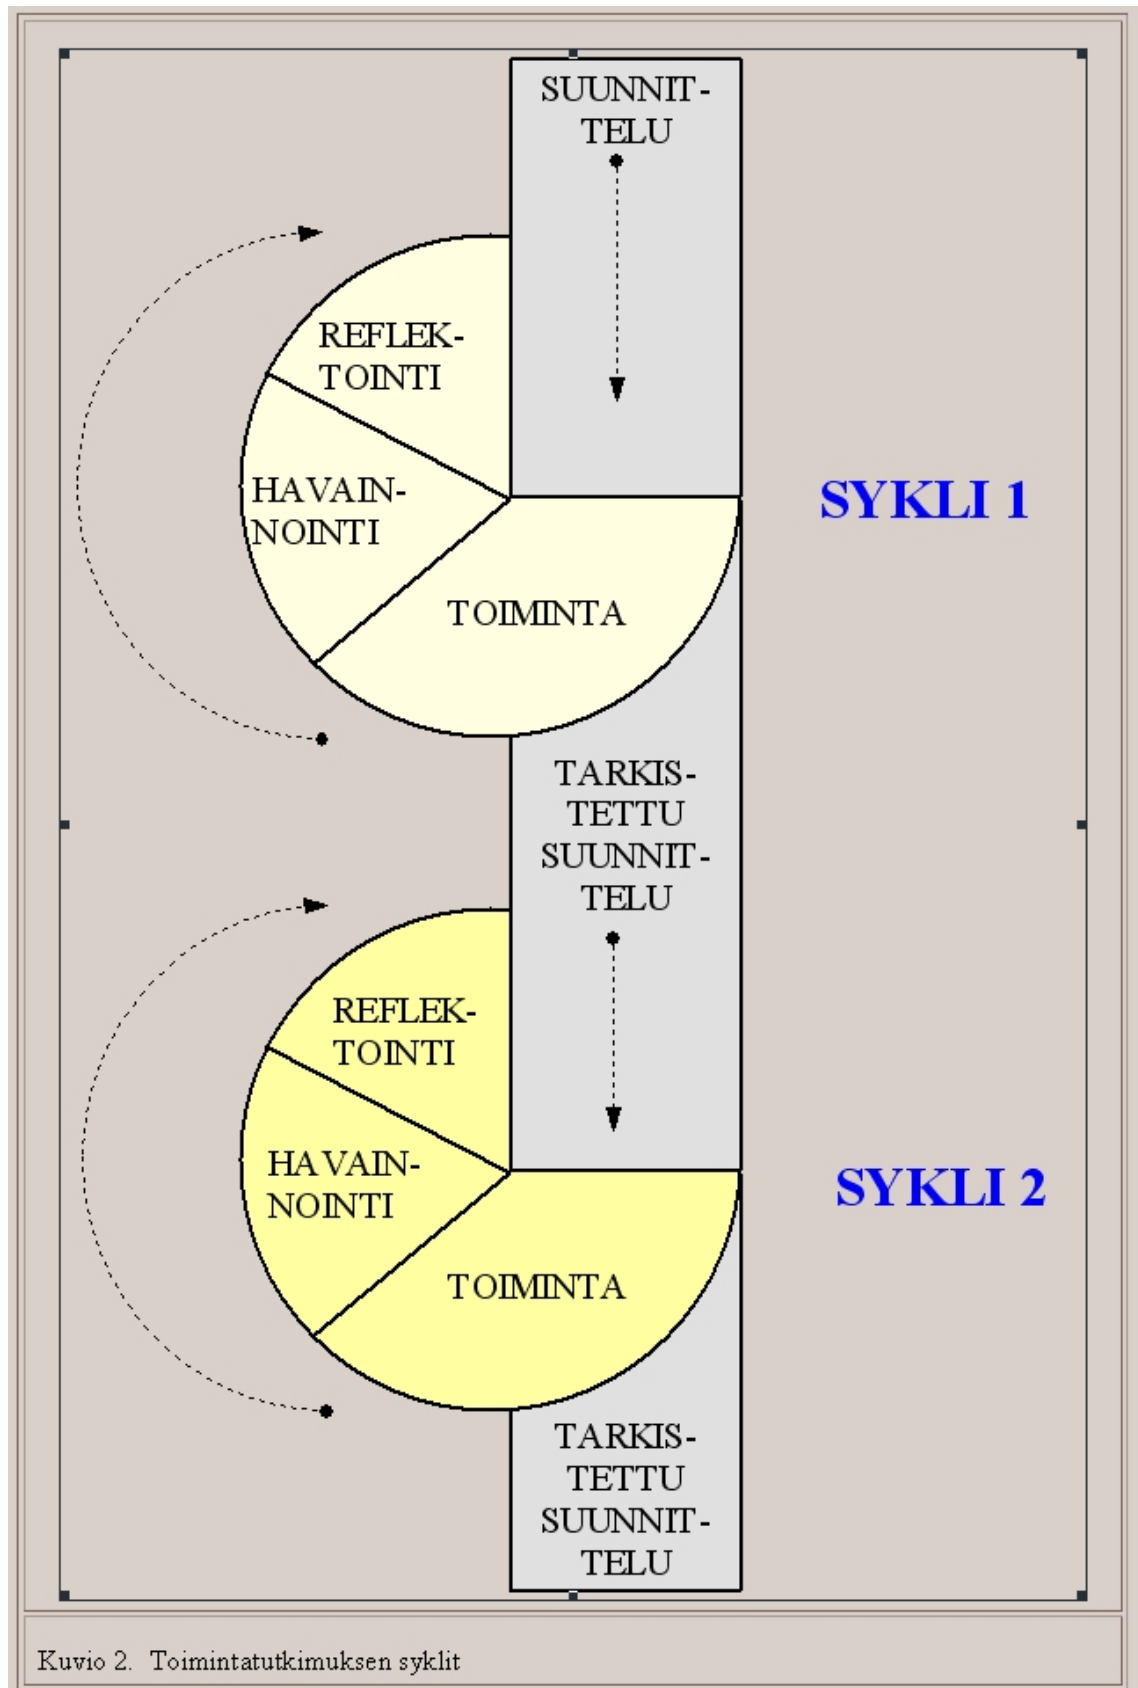 SUUNNIT-
TELU
REFLEK-
TOINTI
HAVAIN-
NOINTI
SYKLI 1
TOIMINTA
TARKIS-
TETTU
SUUNNIT-
TELU
REFLEK-
TOINTI
HAVAIN-
NOINTI
SYKLI 2
TOIMINTA
TARKIS-
TETTU
SUUNNIT-
TELU
Kuvio 2. Toimintatutkimuksen syklit